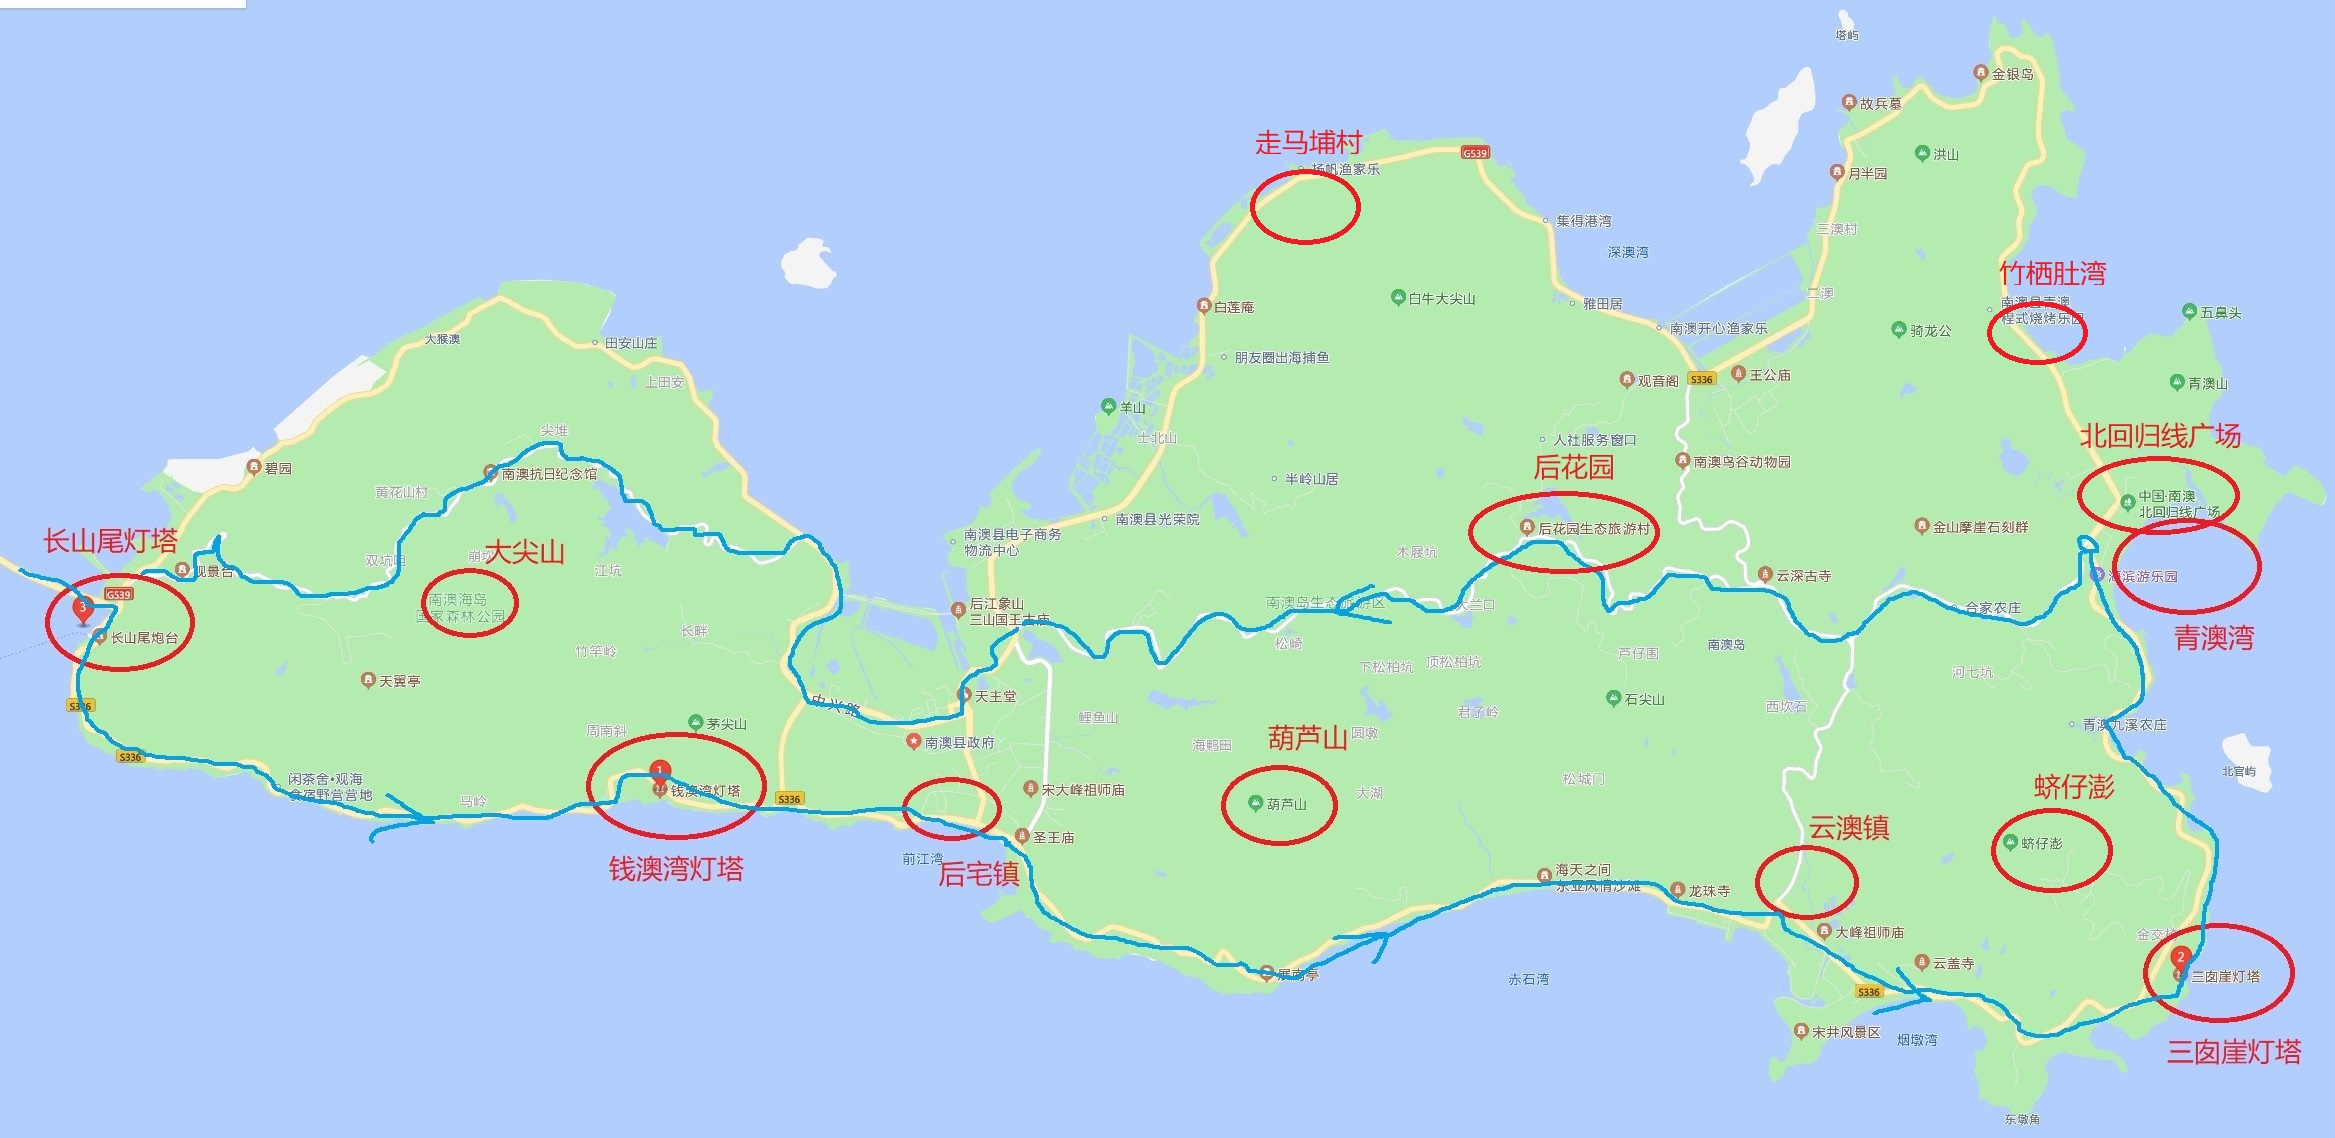 塔屿
金银岛
故兵墓
走马埔村
G539
扬帆渔家乐
洪山
月半园
集得港湾
三澳村
深澳湾
竹栖肚湾
二澳
白牛大尖山
南澳县青澳
程式烧烤乐园
白莲庵
雅田居
五鼻头
南澳开心渔家乐
骑龙公
大猴澳
田安山庄
朋友圈出海捕鱼
上田安
观音阁
S336
王公庙
青澳山
羊山
尖堆
土北山
人社服务窗口
北回归线广场
碧园
南澳抗日纪念馆
后花园
南澳鸟谷动物园
黄花山村
半岭山居
中国·南澳
北回归线广场
南澳县光荣院
后花园生态旅游村
金山摩崖石刻群
长山尾灯塔
南澳县电子商务
物流中心
大尖山
双坑咀
崩坎
江坑
观景台
木屐坑
云深古寺
海滨游乐园
G539
3
南澳海岛
国家森林公园
后江象山
三山国王古庙
南澳岛生态旅游区
大兰口
合家农庄
长山尾炮台
长畔
松崎
南澳岛
青澳湾
竹竿岭
下松柏坑
顶松柏坑
芦仔围
河七坑
天翼亭
天主堂
石尖山
S336
中兴路
鲤鱼山
君子岭
西坎石
周南斜
茅尖山
圆墩
青澳九溪农庄
南澳县政府
海鸭田
葫芦山
S336
闲茶舍•观海
食宿野营营地
1
钱澳湾灯塔
松城门
北官屿
宋大峰祖师庙
大湖
蛴仔澎
马岭
S336
葫芦山
云澳镇
圣王庙
蛴仔澎
前江湾
钱澳湾灯塔
后宅镇
海天之间
东亚风情沙滩
龙珠寺
大峰祖师庙
金交椅
云盖寺
2
三囱崖灯塔
展南亭
赤石湾
S336
宋井风景区
烟墩湾
三囱崖灯塔
东墩角